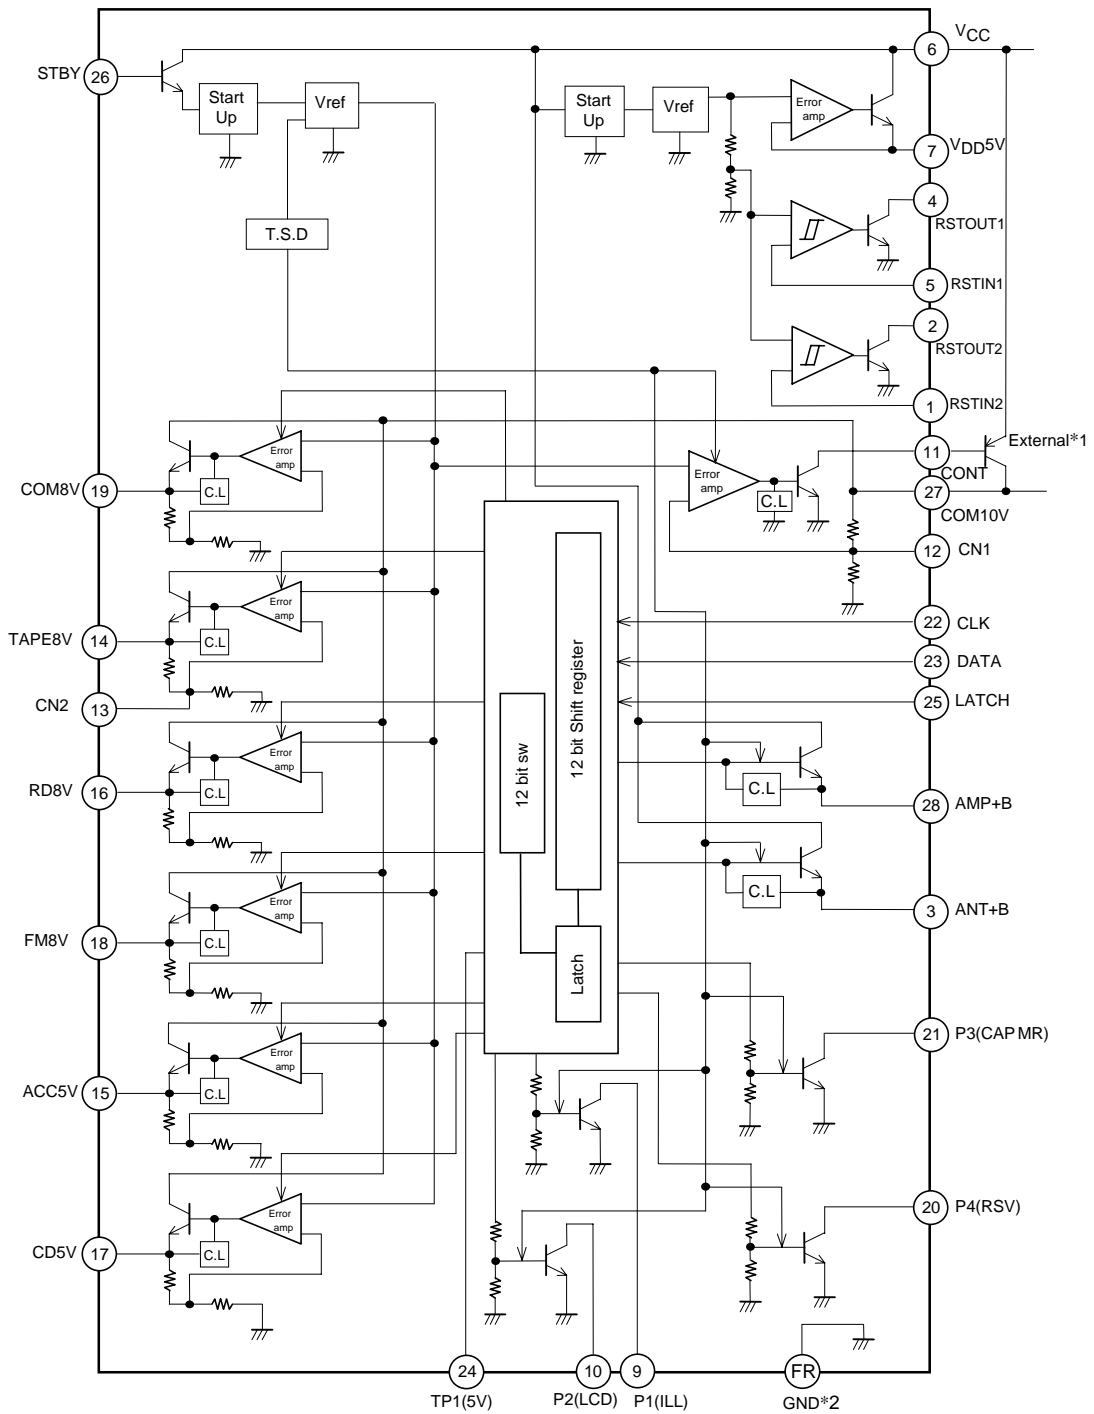 VCC
6
STBY
26
Start
Up
Vref
Start
Up
Vref
Error
amp
7
VDD5V
4
RSTOUT1
T.S.D
5
RSTIN1
2
RSTOUT2
1
RSTIN2
External*1
11
CONT
Error
amp
C.L
COM8V
19
Error
amp
C.L
27
COM10V
12
CN1
Error
amp
C.L
TAPE8V
14
22
CLK
23
DATA
CN2
13
25
LATCH
12 bit Shift register
12 bit sw
Latch
Error
amp
C.L
RD8V
16
C.L
28
AMP+B
C.L
3
ANT+B
Error
amp
C.L
FM8V
18
21
P3(CAP MR)
Error
amp
C.L
ACC5V
15
20
P4(RSV)
Error
amp
C.L
CD5V
17
24
TP1(5V)
10
P2(LCD)
9
P1(ILL)
FR
GND*2